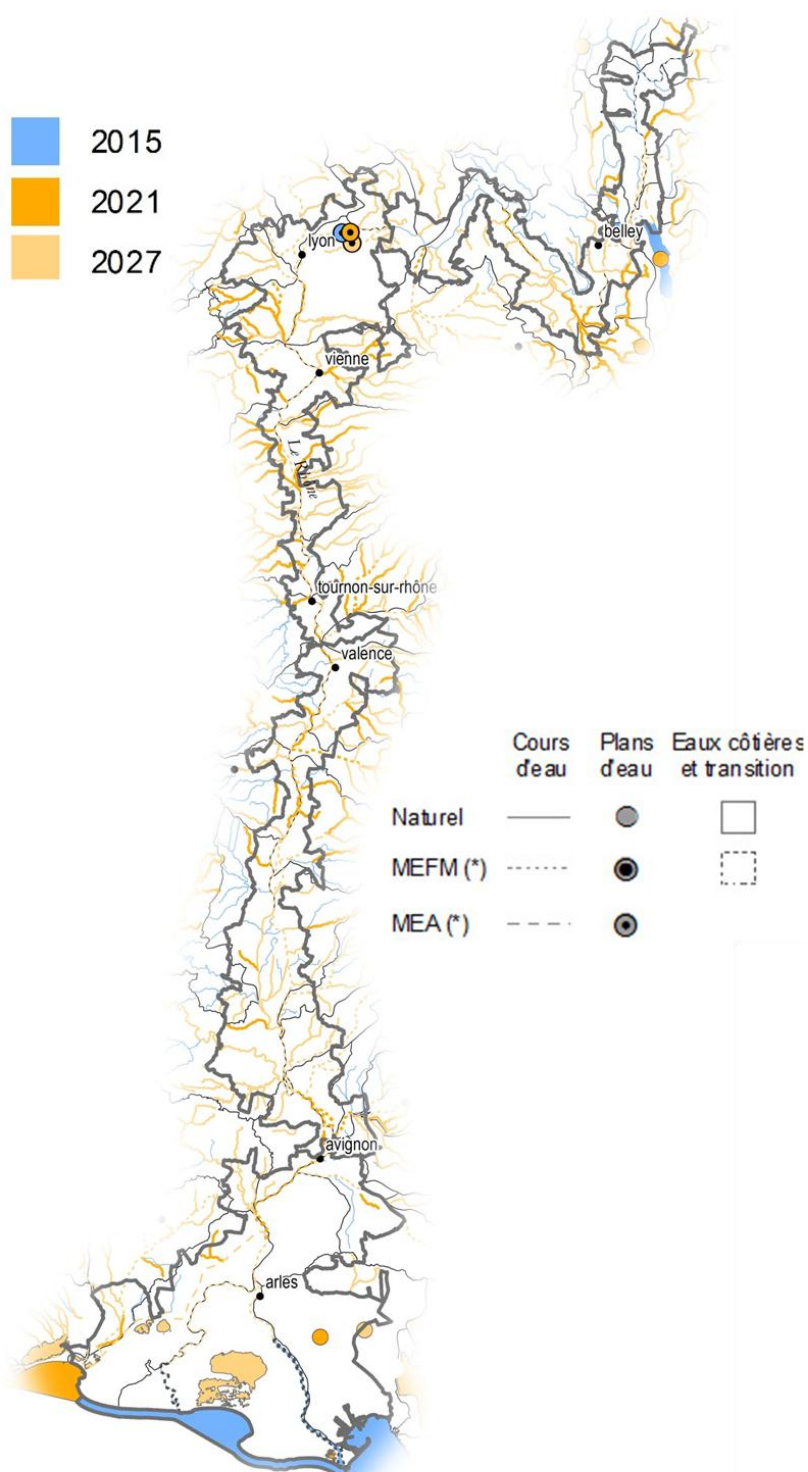 2015
2021
2027
belley
lyon
vienne
Le Rhône
tournon-sur-rhône
valence
Cours d'eau
Plans d'eau
Eaux côtières et transition
Naturel
MEFM (*)
MEA (*)
avignon
arles